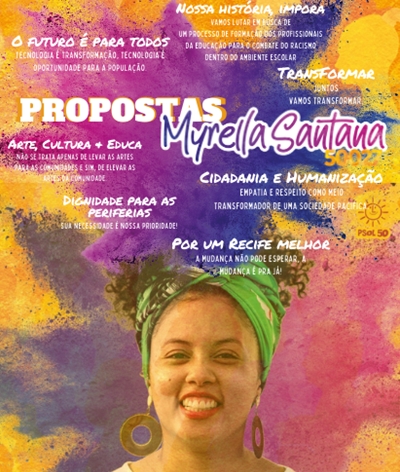 Nossa história, impora
VAMOS LUTAR EM BUSCA DE
UM PROCESSO DE FORMAÇÃO DOS PROFISSIONAIS
DA EDUCAÇÃO PARA O COMBATE DO RACISMO
DENTRO DO AMBIENTE ESCOLAR
O FUTURO É PARA TODOS
TECNOLOGIA É TRANSFORMAÇÃO, TECNOLOGIA É
OPORTUNIDADE PARA A POPULAÇÃO
TRANSFORMAR
JUNTOS
VAMOS TRANSFORMAR
PROPOSTAS
Myrella Santana
ARTE, CULTURA & EDUCA
NÃO SE TRATA APENAS DE LEVAR AS ARTES
PARA AS COMUNIDADES E SIM, DE ELEVAR AS
ARTES DA COMUNIDADE
CIDADANIA E HUMANIZAÇÃO
EMPATIA E RESPEITO COMO MEIO
TRANSFORMADOR DE UMA SOCIEDADE PACÍFICA
DIGNIDADE PARA AS
PERIFERIAS
SUA NECESSIDADE É NOSSA PRIORIDADE!
PSOL 50
POR UM RECIFE MELHOR
A MUDANÇA NÃO PODE ESPERAR, A
MUDANÇA É PRA JÁ!